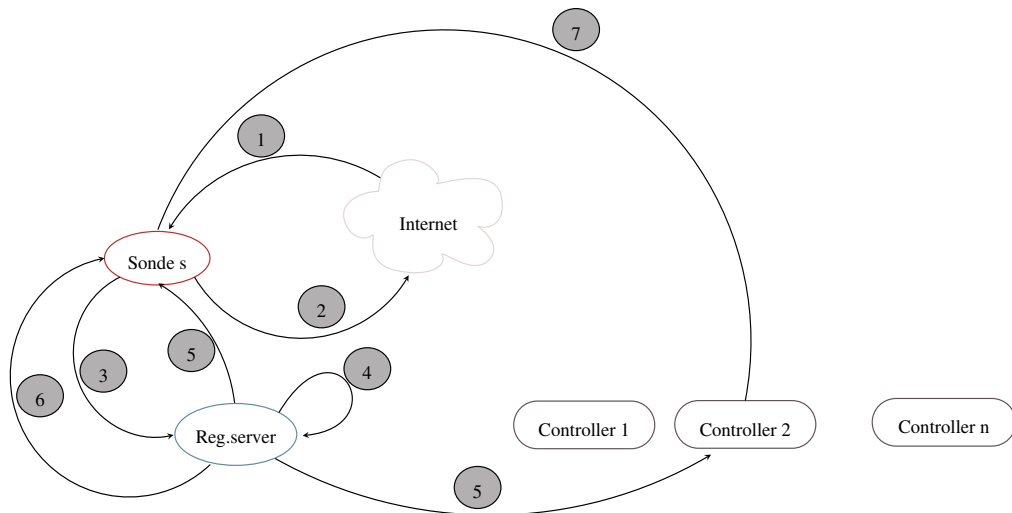 7
1
Internet
Sonde s
2
5
3
4
6
Reg.server
Controller 1
Controller 2
Controller n
5